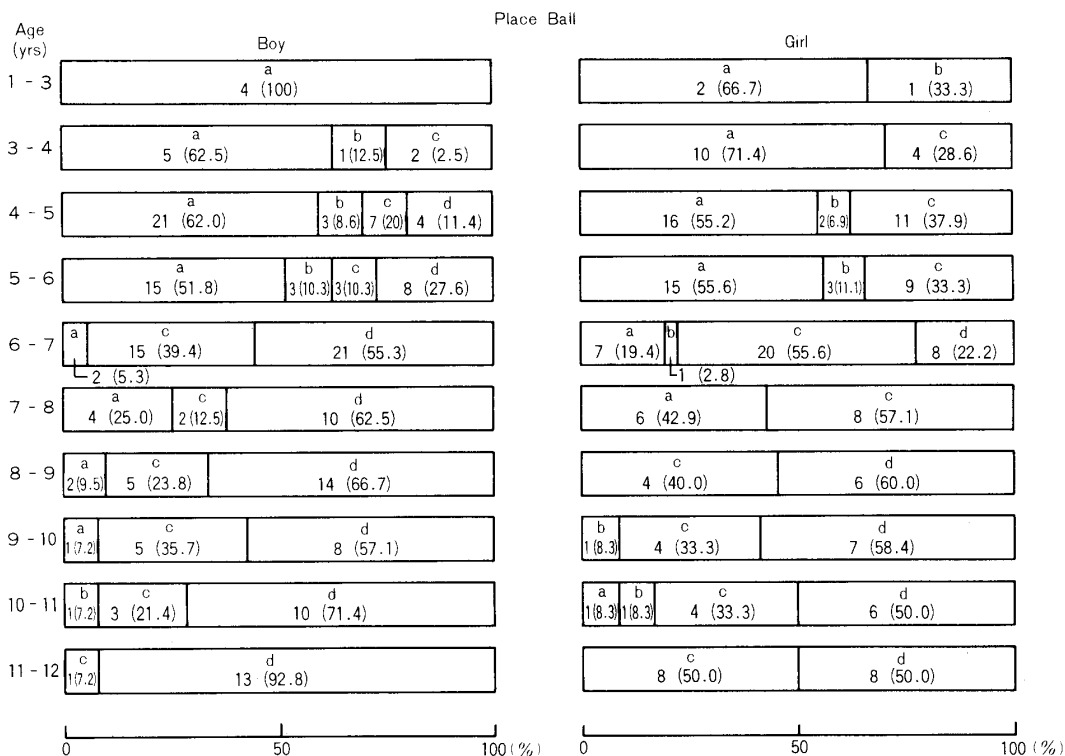 Place Ball
Age
(yrs)
Boy
Girl
1 - 3
a
4 (100)
a b
2 (66.7) 1 (33.3)
3 - 4
a b c
5 (62.5) 1 (12.5) 2 (2.5)
a c
10 (71.4) 4 (28.6)
4 - 5
a b c d
21 (62.0) 3 (8.6) 7 (20) 4 (11.4)
a b c
16 (55.2) 2 (6.9) 11 (37.9)
5 - 6
a b c d
15 (51.8) 3 (10.3) 3 (10.3) 8 (27.6)
a b c
15 (55.6) 3 (11.1) 9 (33.3)
6 - 7
a c d
15 (39.4) 21 (55.3)
2 (5.3)
a b c d
7 (19.4) 20 (55.6) 8 (22.2)
1 (2.8)
7 - 8
a c d
4 (25.0) 2 (12.5) 10 (62.5)
a c
6 (42.9) 8 (57.1)
8 - 9
a c d
2 (9.5) 5 (23.8) 14 (66.7)
c d
4 (40.0) 6 (60.0)
9 - 10
a c d
1 (7.2) 5 (35.7) 8 (57.1)
b c d
1 (8.3) 4 (33.3) 7 (58.4)
10 - 11
b c d
1 (7.2) 3 (21.4) 10 (71.4)
a b c d
1 (8.3) 1 (8.3) 4 (33.3) 6 (50.0)
11 - 12
c d
1 (7.2) 13 (92.8)
c d
8 (50.0) 8 (50.0)
0 50 100 (%)
0 50 100 (%)